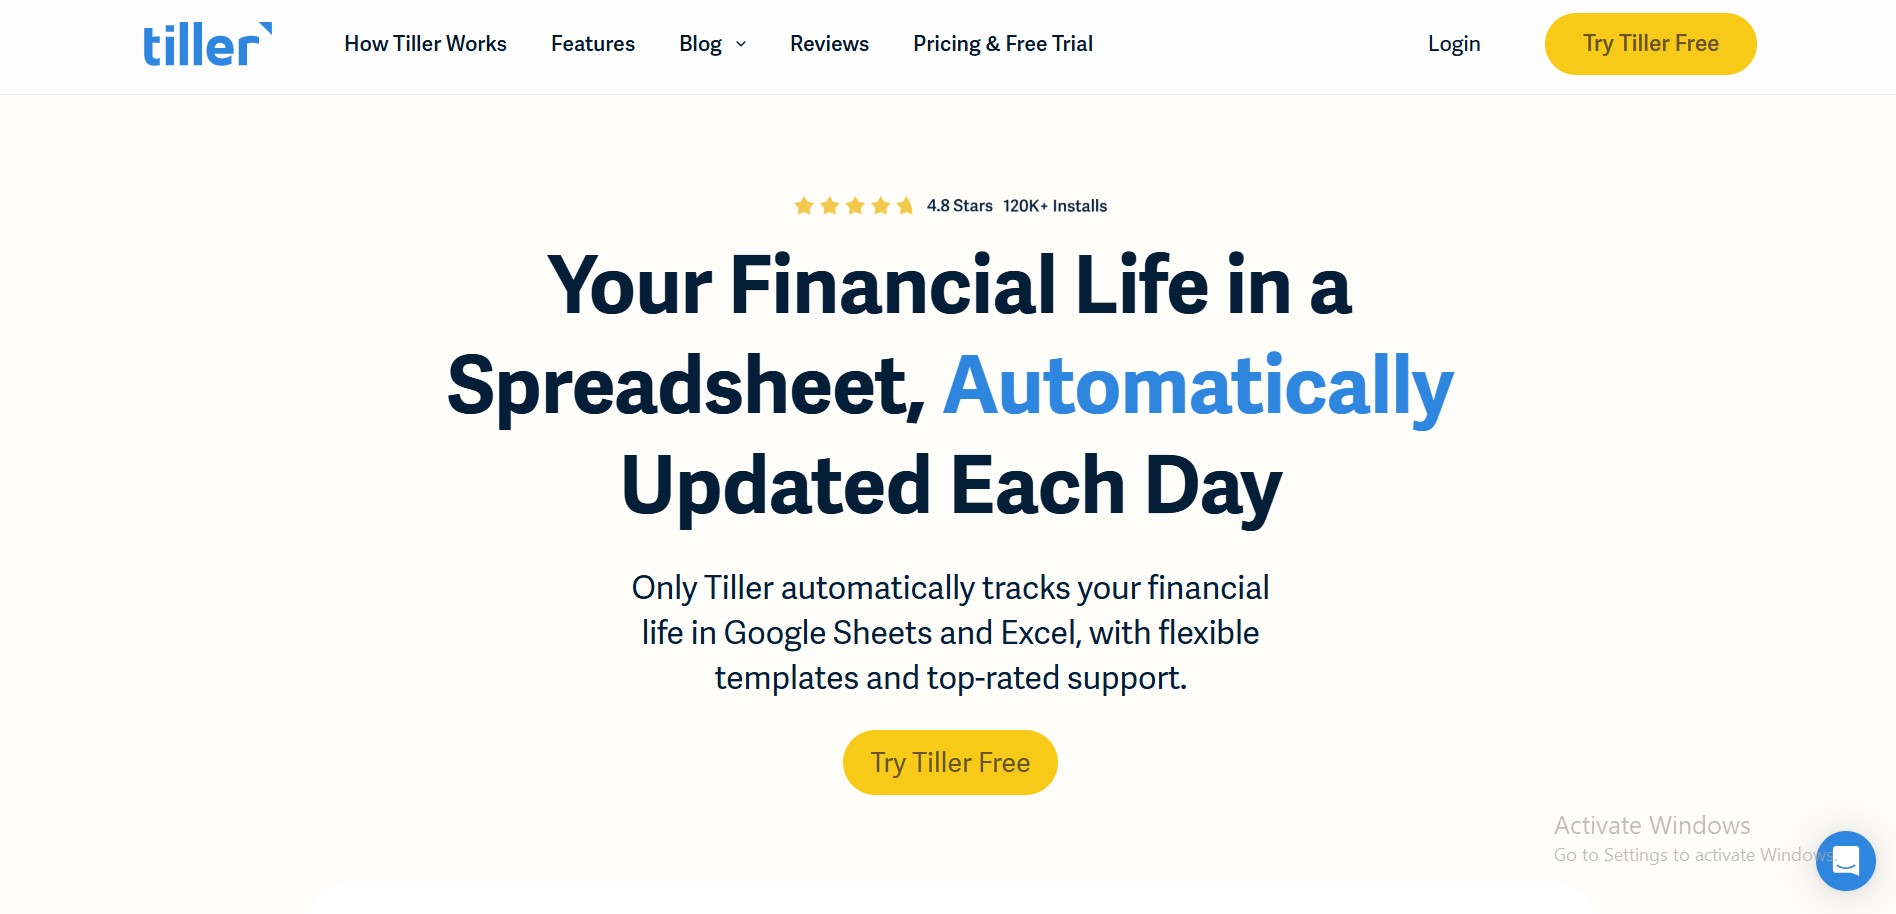 tiller
How Tiller Works Features Blog Reviews Pricing & Free Trial Login Try Tiller Free
4.8 Stars 120K+ Installs
Your Financial Life in a
Spreadsheet, Automatically
Updated Each Day
Only Tiller automatically tracks your financial
life in Google Sheets and Excel, with flexible
templates and top-rated support.
Try Tiller Free
Activate Windows
Go to Settings to activate Windows.